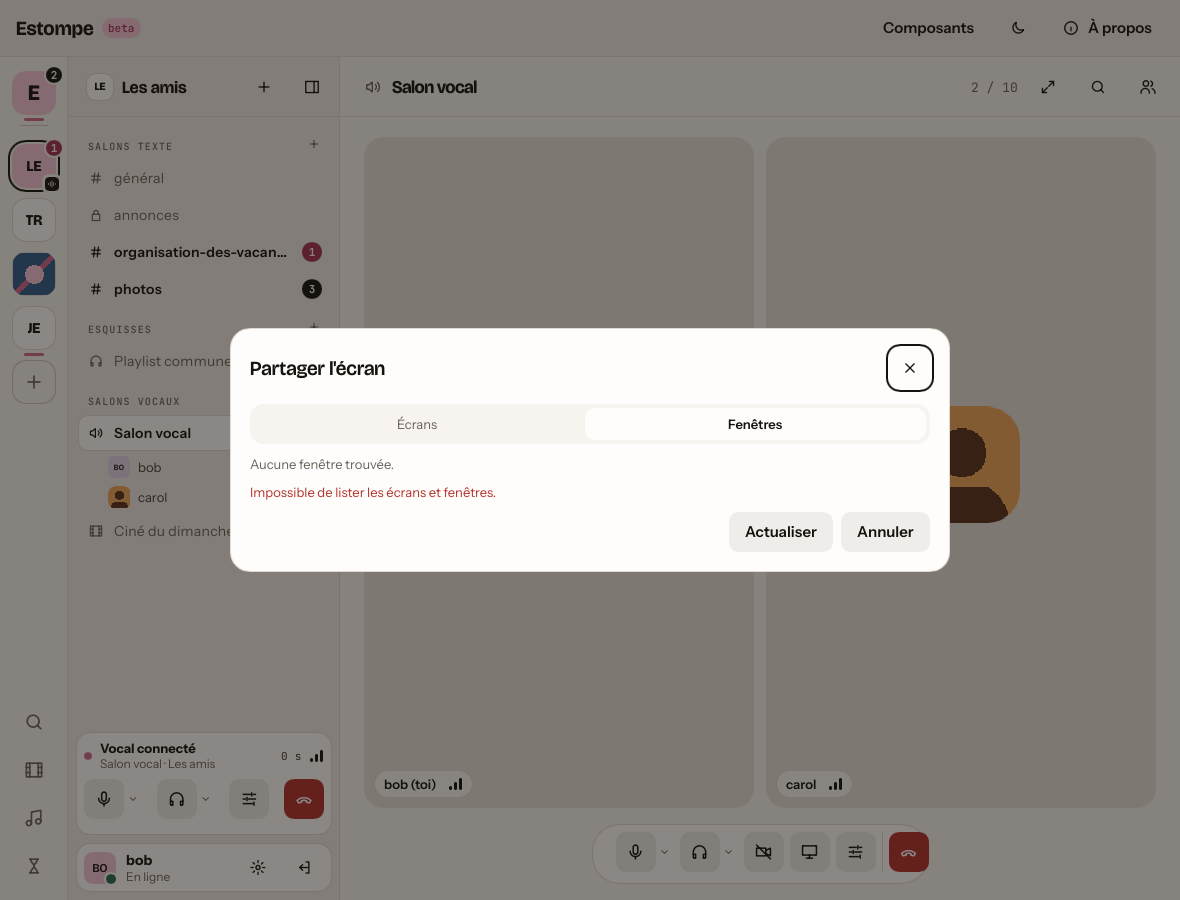 Estompe beta
Composants
À propos
E 2
LE 1
TR
JE
LE Les amis
SALONS TEXTE
# général
annonces
# organisation-des-vacan... 1
# photos 3
ESQUISSES
Playlist commune
SALONS VOCAUX
Salon vocal
BO bob
carol
Ciné du dimanche
Salon vocal
2 / 10
Partager l'écran
Écrans
Fenêtres
Aucune fenêtre trouvée.
Impossible de lister les écrans et fenêtres.
Actualiser
Annuler
bob (toi)
carol
Vocal connecté
Salon vocal · Les amis
0 s
BO bob
En ligne